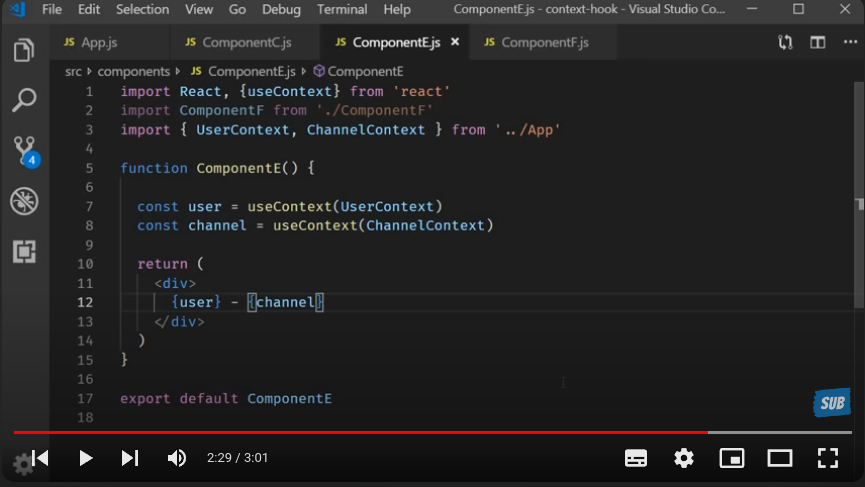 File Edit Selection View Go Debug Terminal Help ComponentE.js - context-hook - Visual Studio Co...
JS App.js JS ComponentC.js JS ComponentE.js × JS ComponentF.js ...
src › components › JS ComponentE.js › ComponentE
1 import React, {useContext} from 'react'
2 import ComponentF from './ComponentF'
3 import { UserContext, ChannelContext } from '../App'
4
5 function ComponentE() {
6
7 const user = useContext(UserContext)
8 const channel = useContext(ChannelContext)
9
10 return (
11 <div>
12 {user} - {channel}
13 </div>
14 )
15 }
16
17 export default ComponentE
18
4
SUB
2:29 / 3:01